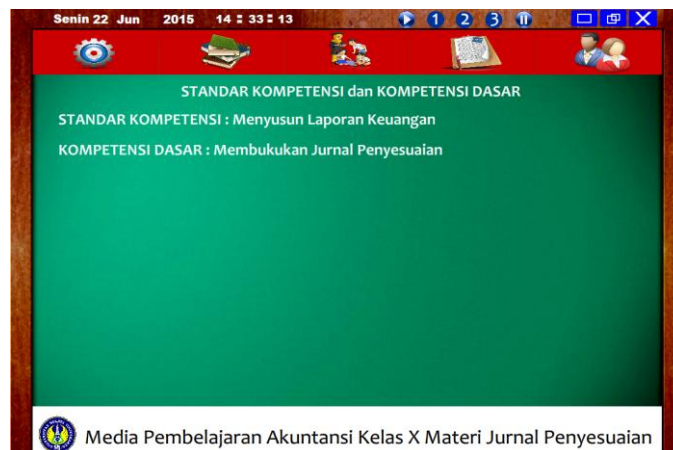 Senin 22 Jun 2015 14 : 33 : 13 1 2 3
STANDAR KOMPETENSI dan KOMPETENSI DASAR
STANDAR KOMPETENSI : Menyusun Laporan Keuangan
KOMPETENSI DASAR : Membukukan Jurnal Penyesuaian
Media Pembelajaran Akuntansi Kelas X Materi Jurnal Penyesuaian